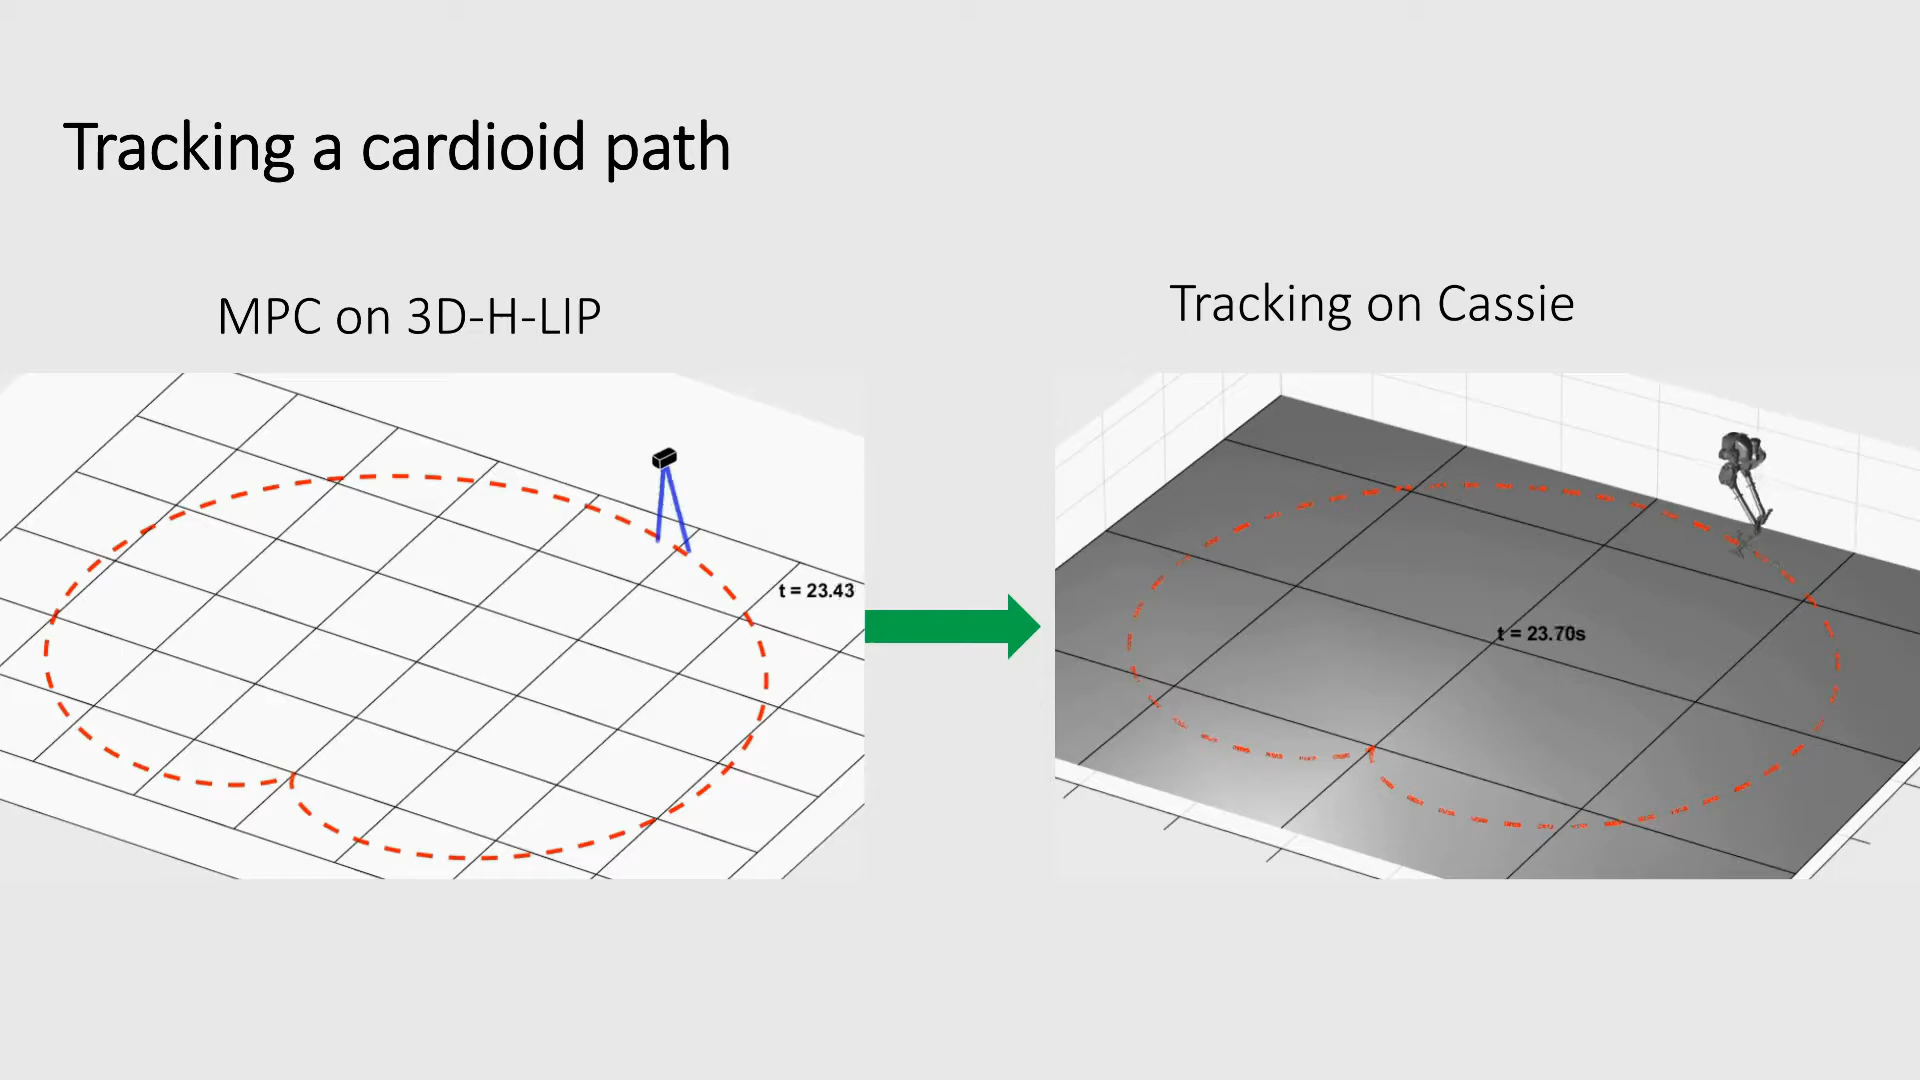 Tracking a cardioid path
MPC on 3D-H-LIP
Tracking on Cassie
t = 23.43
t = 23.70s